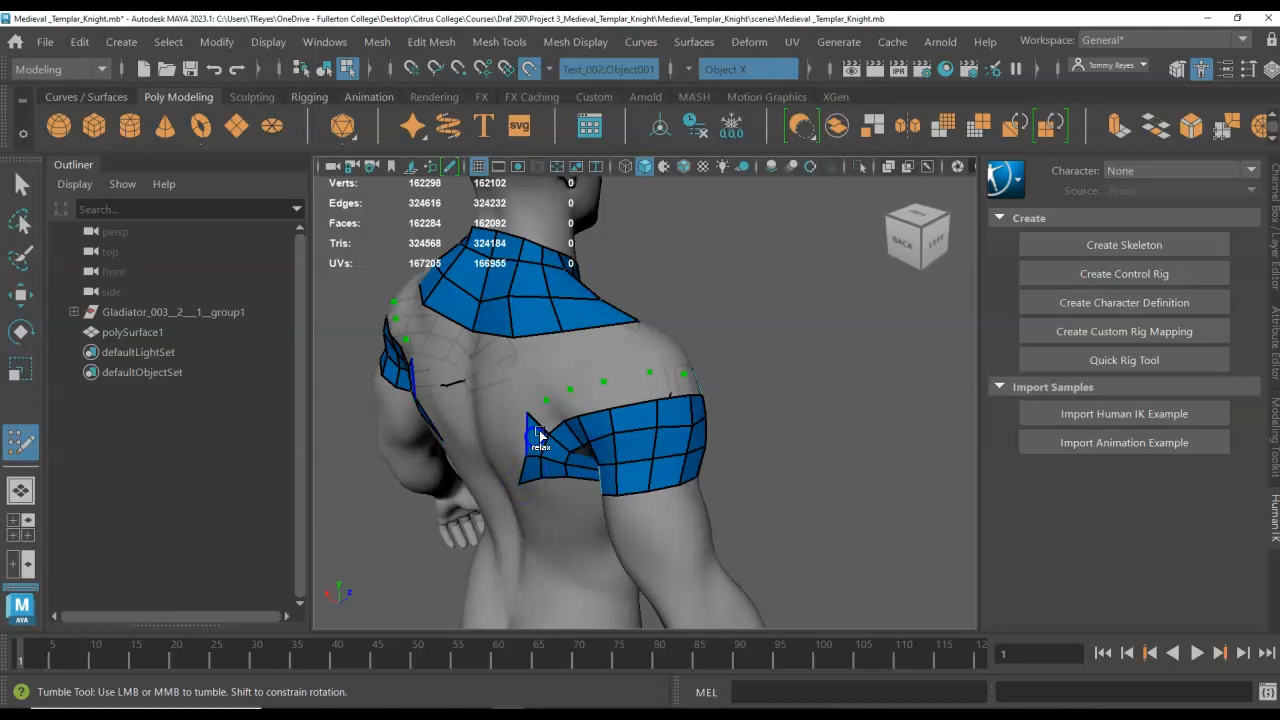 Medieval _Templar_Knight.mb* - Autodesk MAYA 2023.1: C:\Users\TReyes\OneDrive - Fullerton College\Desktop\Citrus College\Courses\Draf 290\Project 3_Medieval_Templar_Knight\Medieval_Templar_Knight\scenes\Medieval _Templar_Knight.mb
File Edit Create Select Modify Display Windows Mesh Edit Mesh Mesh Tools Mesh Display Curves Surfaces Deform UV Generate Cache Arnold Help Workspace: General*
Modeling Test_002:Object001 Object X IPR Tommy Reyes
Curves / Surfaces Poly Modeling Sculpting Rigging Animation Rendering FX FX Caching Custom Arnold MASH Motion Graphics XGen
T svg 0,0,0
Outliner
Display Show Help
Search...
persp
top
front
side
Gladiator_003__2___1__group1
polySurface1
defaultLightSet
defaultObjectSet
Verts: 162298 162102 0
Edges: 324616 324232 0
Faces: 162284 162092 0
Tris: 324568 324184 0
UVs: 167205 166955 0
BACK LEFT
relax
y
x z
Character: None
Source:
Create
Create Skeleton
Create Control Rig
Create Character Definition
Create Custom Rig Mapping
Quick Rig Tool
Import Samples
Import Human IK Example
Import Animation Example
Channel Box / Layer Editor
Attribute Editor
Human IK
M
AYA
5 10 15 20 25 30 35 40 45 50 55 60 65 70 75 80 85 90 95 100 105 110 115 12
1
1
Tumble Tool: Use LMB or MMB to tumble. Shift to constrain rotation.
MEL